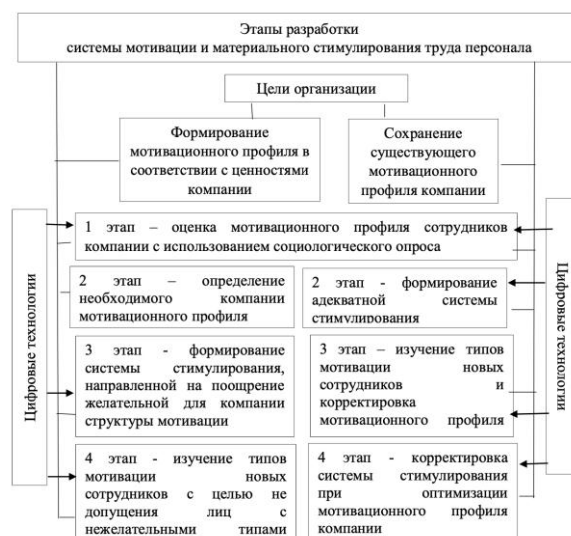 Этапы разработки
системы мотивации и материального стимулирования труда персонала
Цели организации
Формирование
мотивационного профиля в
соответствии с ценностями
компании
Сохранение
существующего
мотивационного
профиля компании
1 этап – оценка мотивационного профиля сотрудников
компании с использованием социологического опроса
2 этап – определение
необходимого компании
мотивационного профиля
2 этап - формирование
адекватной системы
стимулирования
3 этап - формирование
системы стимулирования,
направленной на поощрение
желательной для компании
структуры мотивации
3 этап – изучение типов
мотивации новых
сотрудников и
корректировка
мотивационного профиля
4 этап - изучение типов
мотивации новых
сотрудников с целью не
допущения лиц с
нежелательными типами
4 этап - корректировка
системы стимулирования
при оптимизации
мотивационного профиля
компании
Цифровые технологии
Цифровые технологии